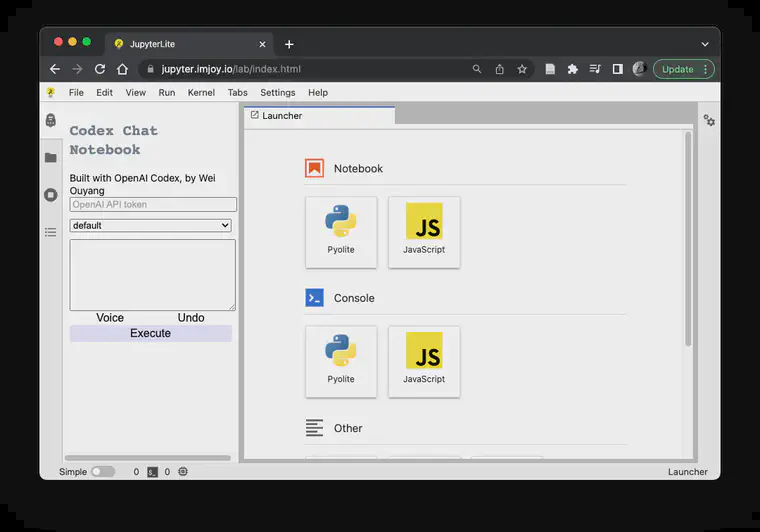 JupyterLite
jupyter.imjoy.io/lab/index.html
Update
File Edit View Run Kernel Tabs Settings Help
Codex Chat
Notebook
Built with OpenAI Codex, by Wei
Ouyang
OpenAI API token
default
Voice Undo
Execute
Launcher
Notebook
Pyolite
JS
JavaScript
Console
Pyolite
JS
JavaScript
Other
Simple 0 0 Launcher